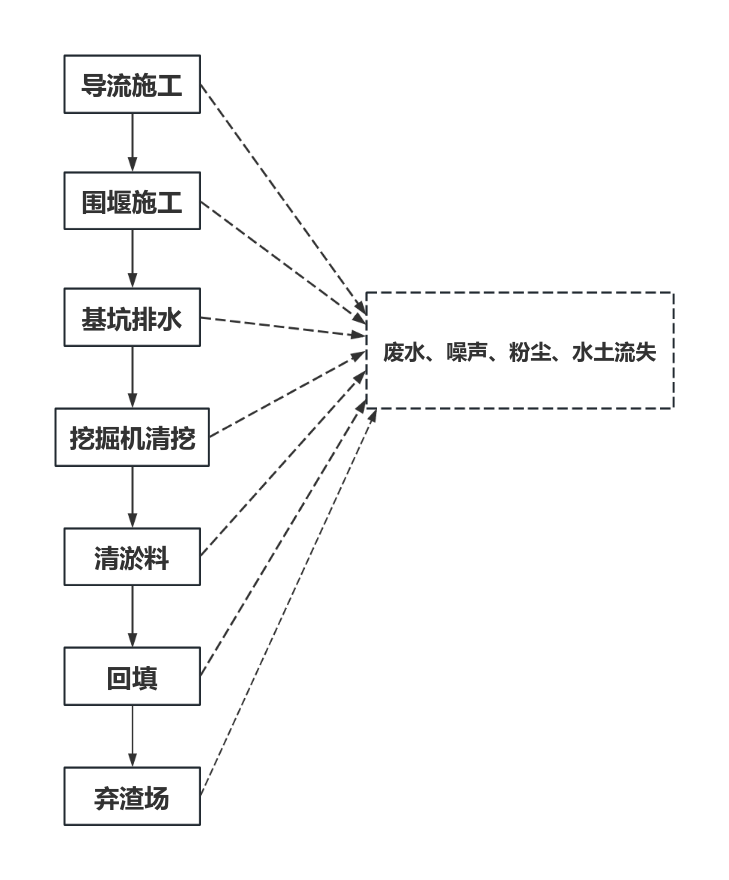 导流施工
围堰施工
基坑排水
废水、噪声、粉尘、水土流失
挖掘机清挖
清淤料
回填
弃渣场